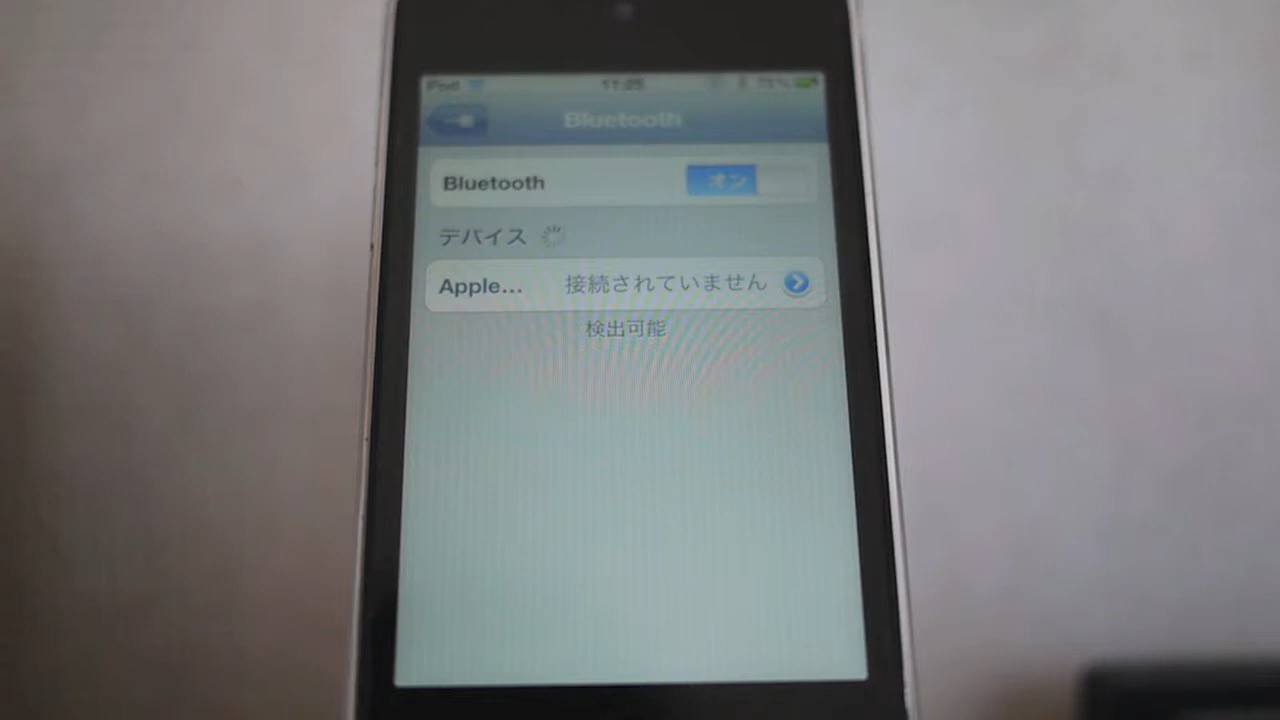 iPod 11:25
Bluetooth
Bluetooth オン
デバイス
Apple... 接続されていません
検出可能